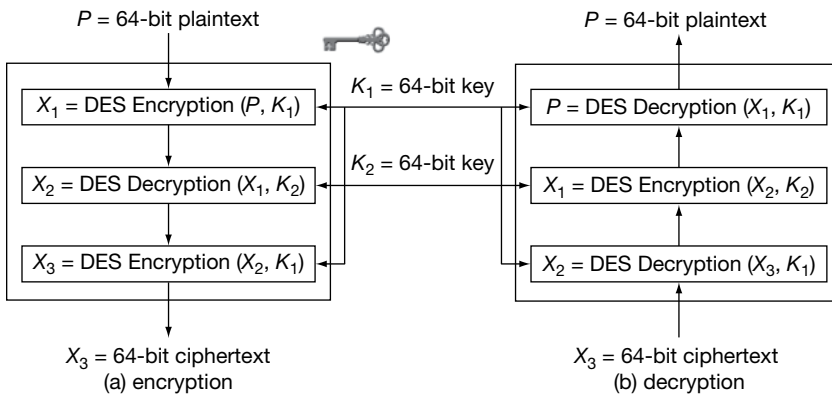 P = 64-bit plaintext
X₁ = DES Encryption (P, K₁)
X₂ = DES Decryption (X₁, K₂)
X₃ = DES Encryption (X₂, K₁)
X₃ = 64-bit ciphertext
(a) encryption
K₁ = 64-bit key
K₂ = 64-bit key
P = 64-bit plaintext
P = DES Decryption (X₁, K₁)
X₁ = DES Encryption (X₂, K₂)
X₂ = DES Decryption (X₃, K₁)
X₃ = 64-bit ciphertext
(b) decryption